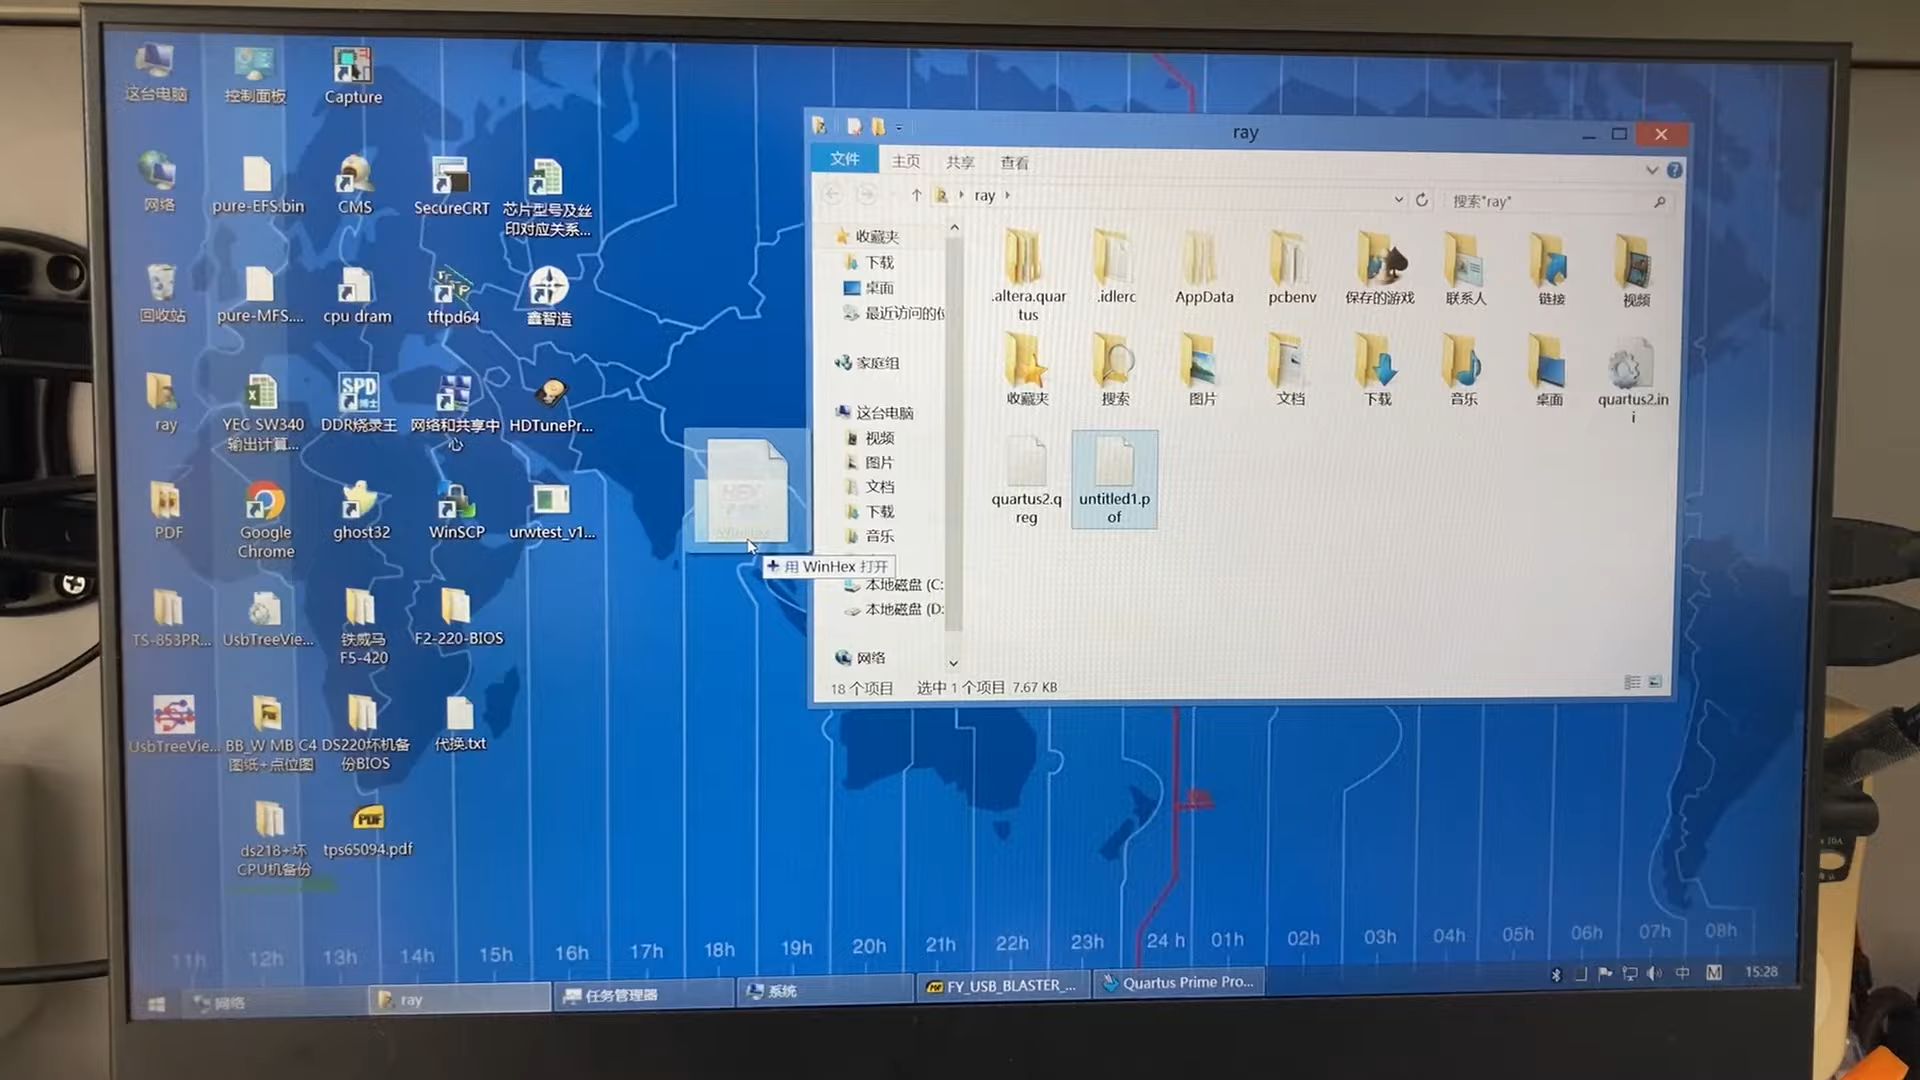 这台电脑
控制面板
Capture
网络
pure-EFS.bin
CMS
SecureCRT
芯片型号及丝
印对应关系...
回收站
pure-MFS....
cpu dram
tftpd64
鑫智造
ray
YEC SW340
输出计算...
SPD
DDR烧录王
网络和共享中
心
HDTunePr...
PDF
Google
Chrome
ghost32
WinSCP
urwtest_v1...
TS-853PR...
UsbTreeVie...
铁威马
F5-420
F2-220-BIOS
UsbTreeVie...
BB_W MB C4
图纸+点位图
DS220坏机备
份BIOS
代换.txt
ds218+坏
CPU机备份
PDF
tps65094.pdf
用 WinHex 打开
ray
文件
主页
共享
查看
ray
搜索"ray"
收藏夹
下载
桌面
最近访问的位
家庭组
这台电脑
视频
图片
文档
下载
音乐
本地磁盘 (C:
本地磁盘 (D:
网络
.altera.quar
tus
.idlerc
AppData
pcbenv
保存的游戏
联系人
链接
视频
收藏夹
搜索
图片
文档
下载
音乐
桌面
quartus2.in
i
quartus2.q
reg
untitled1.p
of
18 个项目
选中 1 个项目 7.67 KB
11h 12h 13h 14h 15h 16h 17h 18h 19h 20h 21h 22h 23h 24 h 01h 02h 03h 04h 05h 06h 07h 08h
网络
ray
任务管理器
系统
FY_USB_BLASTER_...
Quartus Prime Pro...
中
M
15:28